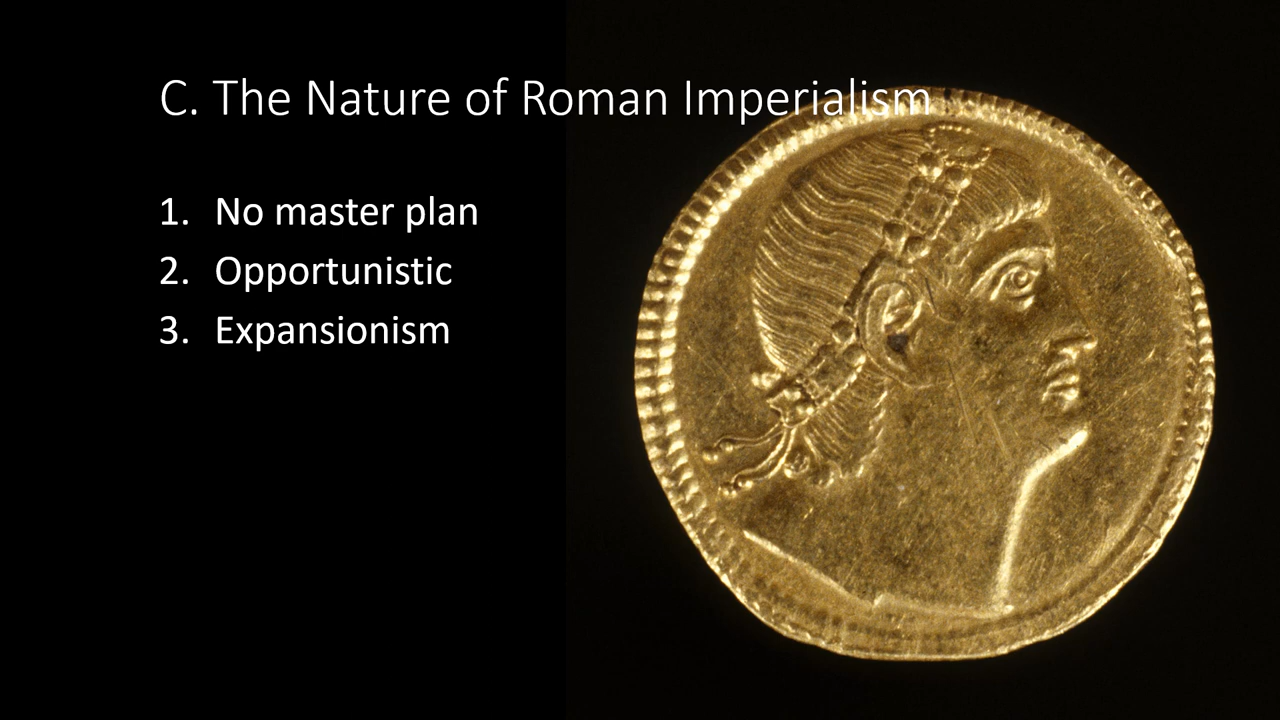 C. The Nature of Roman Imperialism
1. No master plan
2. Opportunistic
3. Expansionism